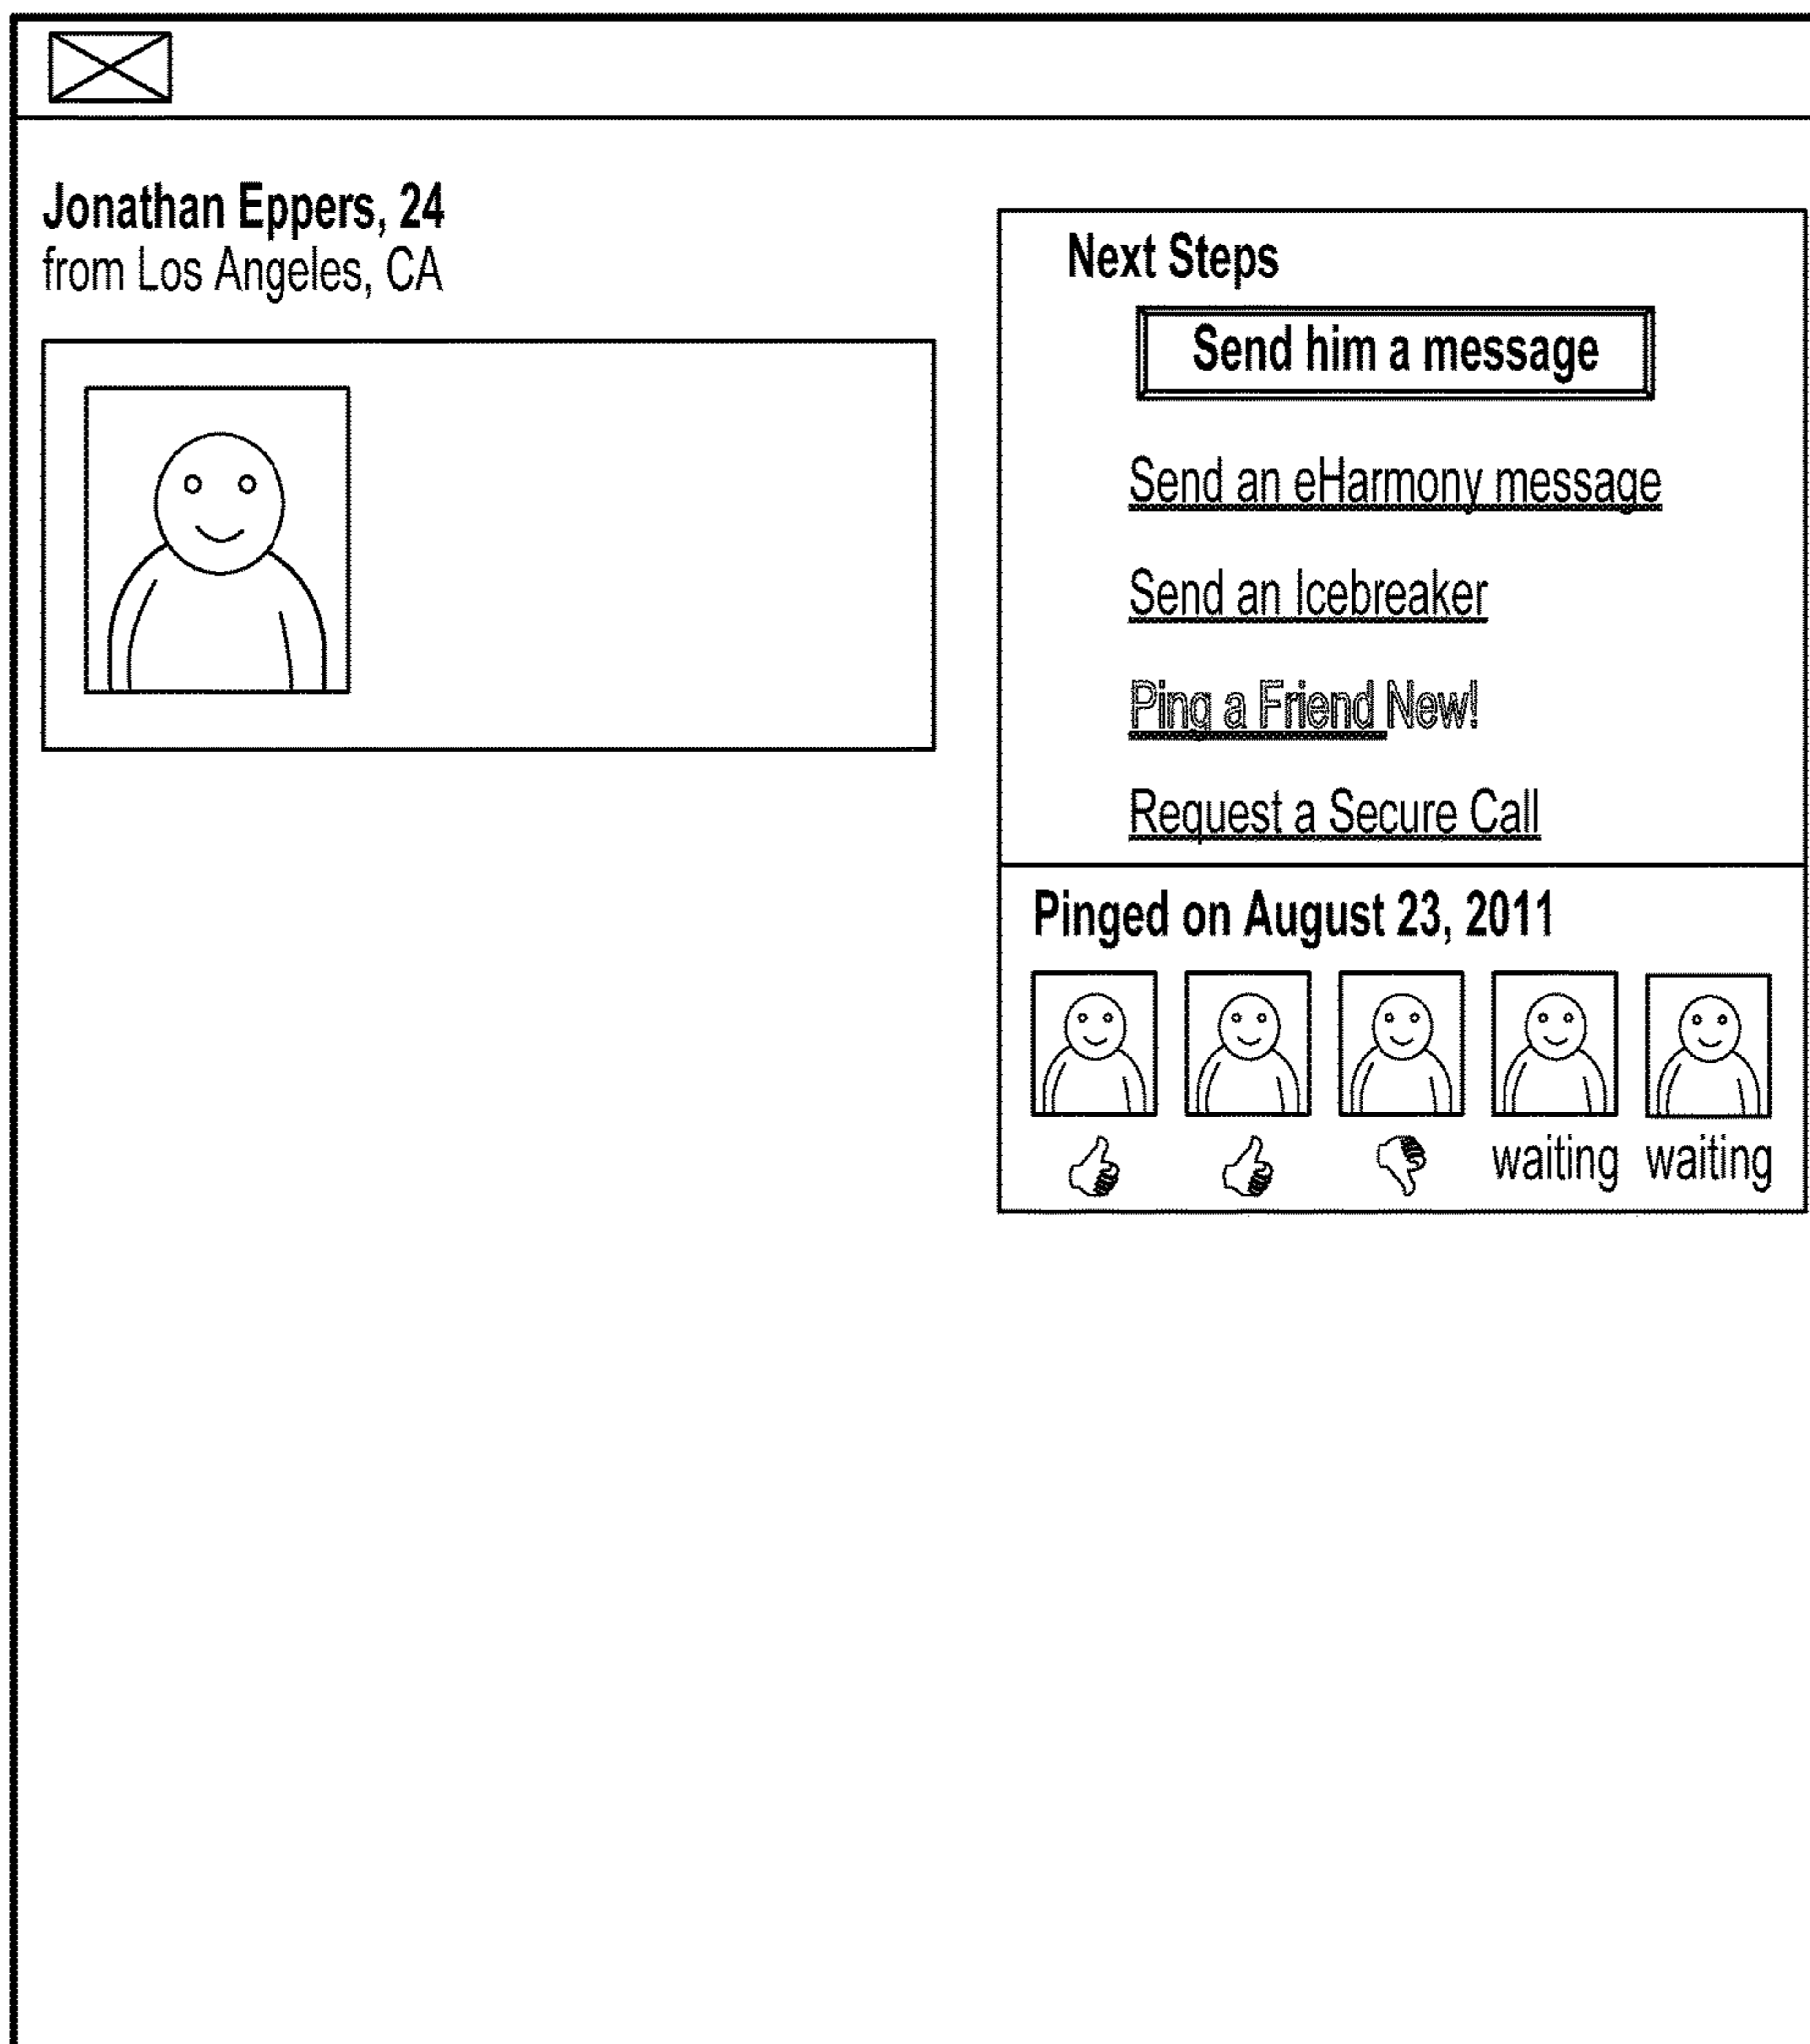 Jonathan Eppers, 24
from Los Angeles, CA
Next Steps
Send him a message
Send an eHarmony message
Send an Icebreaker
Ping a Friend New!
Request a Secure Call
Pinged on August 23, 2011
waiting waiting